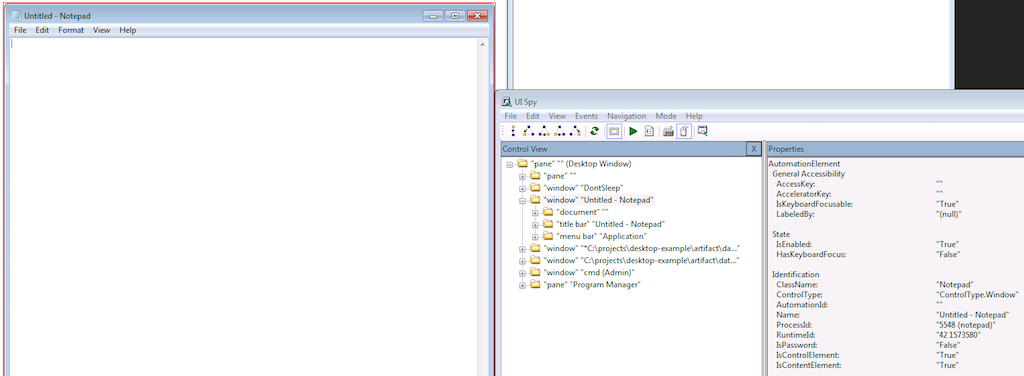 Untitled - Notepad
File Edit Format View Help
UI Spy
File Edit View Events Navigation Mode Help
Control View X
"pane" "" (Desktop Window)
"pane" ""
"window" "DontSleep"
"window" "Untitled - Notepad"
"document" ""
"title bar" "Untitled - Notepad"
"menu bar" "Application"
"window" "*C:\projects\desktop-example\artifact\da..."
"window" "C:\projects\desktop-example\artifact\dat..."
"window" "cmd (Admin)"
"pane" "Program Manager"
Properties
AutomationElement
General Accessibility
AccessKey: ""
AcceleratorKey: ""
IsKeyboardFocusable: "True"
LabeledBy: "(null)"
State
IsEnabled: "True"
HasKeyboardFocus: "False"
Identification
ClassName: "Notepad"
ControlType: "ControlType.Window"
AutomationId: ""
Name: "Untitled - Notepad"
ProcessId: "5548 (notepad)"
RuntimeId: "42 1573580"
IsPassword: "False"
IsControlElement: "True"
IsContentElement: "True"